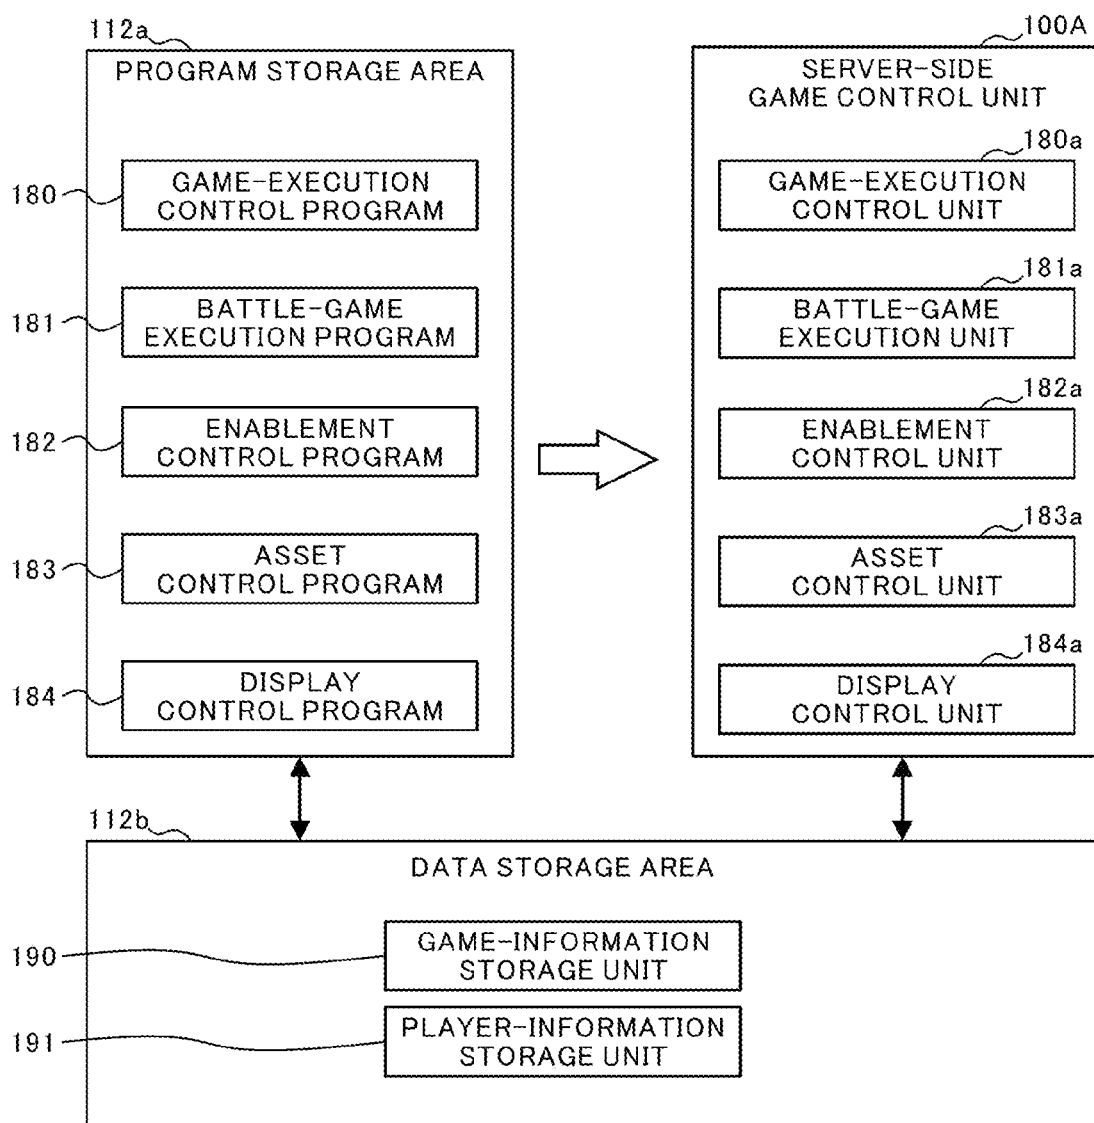 112a
PROGRAM STORAGE AREA
180
GAME-EXECUTION
CONTROL PROGRAM
181
BATTLE-GAME
EXECUTION PROGRAM
182
ENABLEMENT
CONTROL PROGRAM
183
ASSET
CONTROL PROGRAM
184
DISPLAY
CONTROL PROGRAM
100A
SERVER-SIDE
GAME CONTROL UNIT
180a
GAME-EXECUTION
CONTROL UNIT
181a
BATTLE-GAME
EXECUTION UNIT
182a
ENABLEMENT
CONTROL UNIT
183a
ASSET
CONTROL UNIT
184a
DISPLAY
CONTROL UNIT
112b
DATA STORAGE AREA
190
GAME-INFORMATION
STORAGE UNIT
191
PLAYER-INFORMATION
STORAGE UNIT